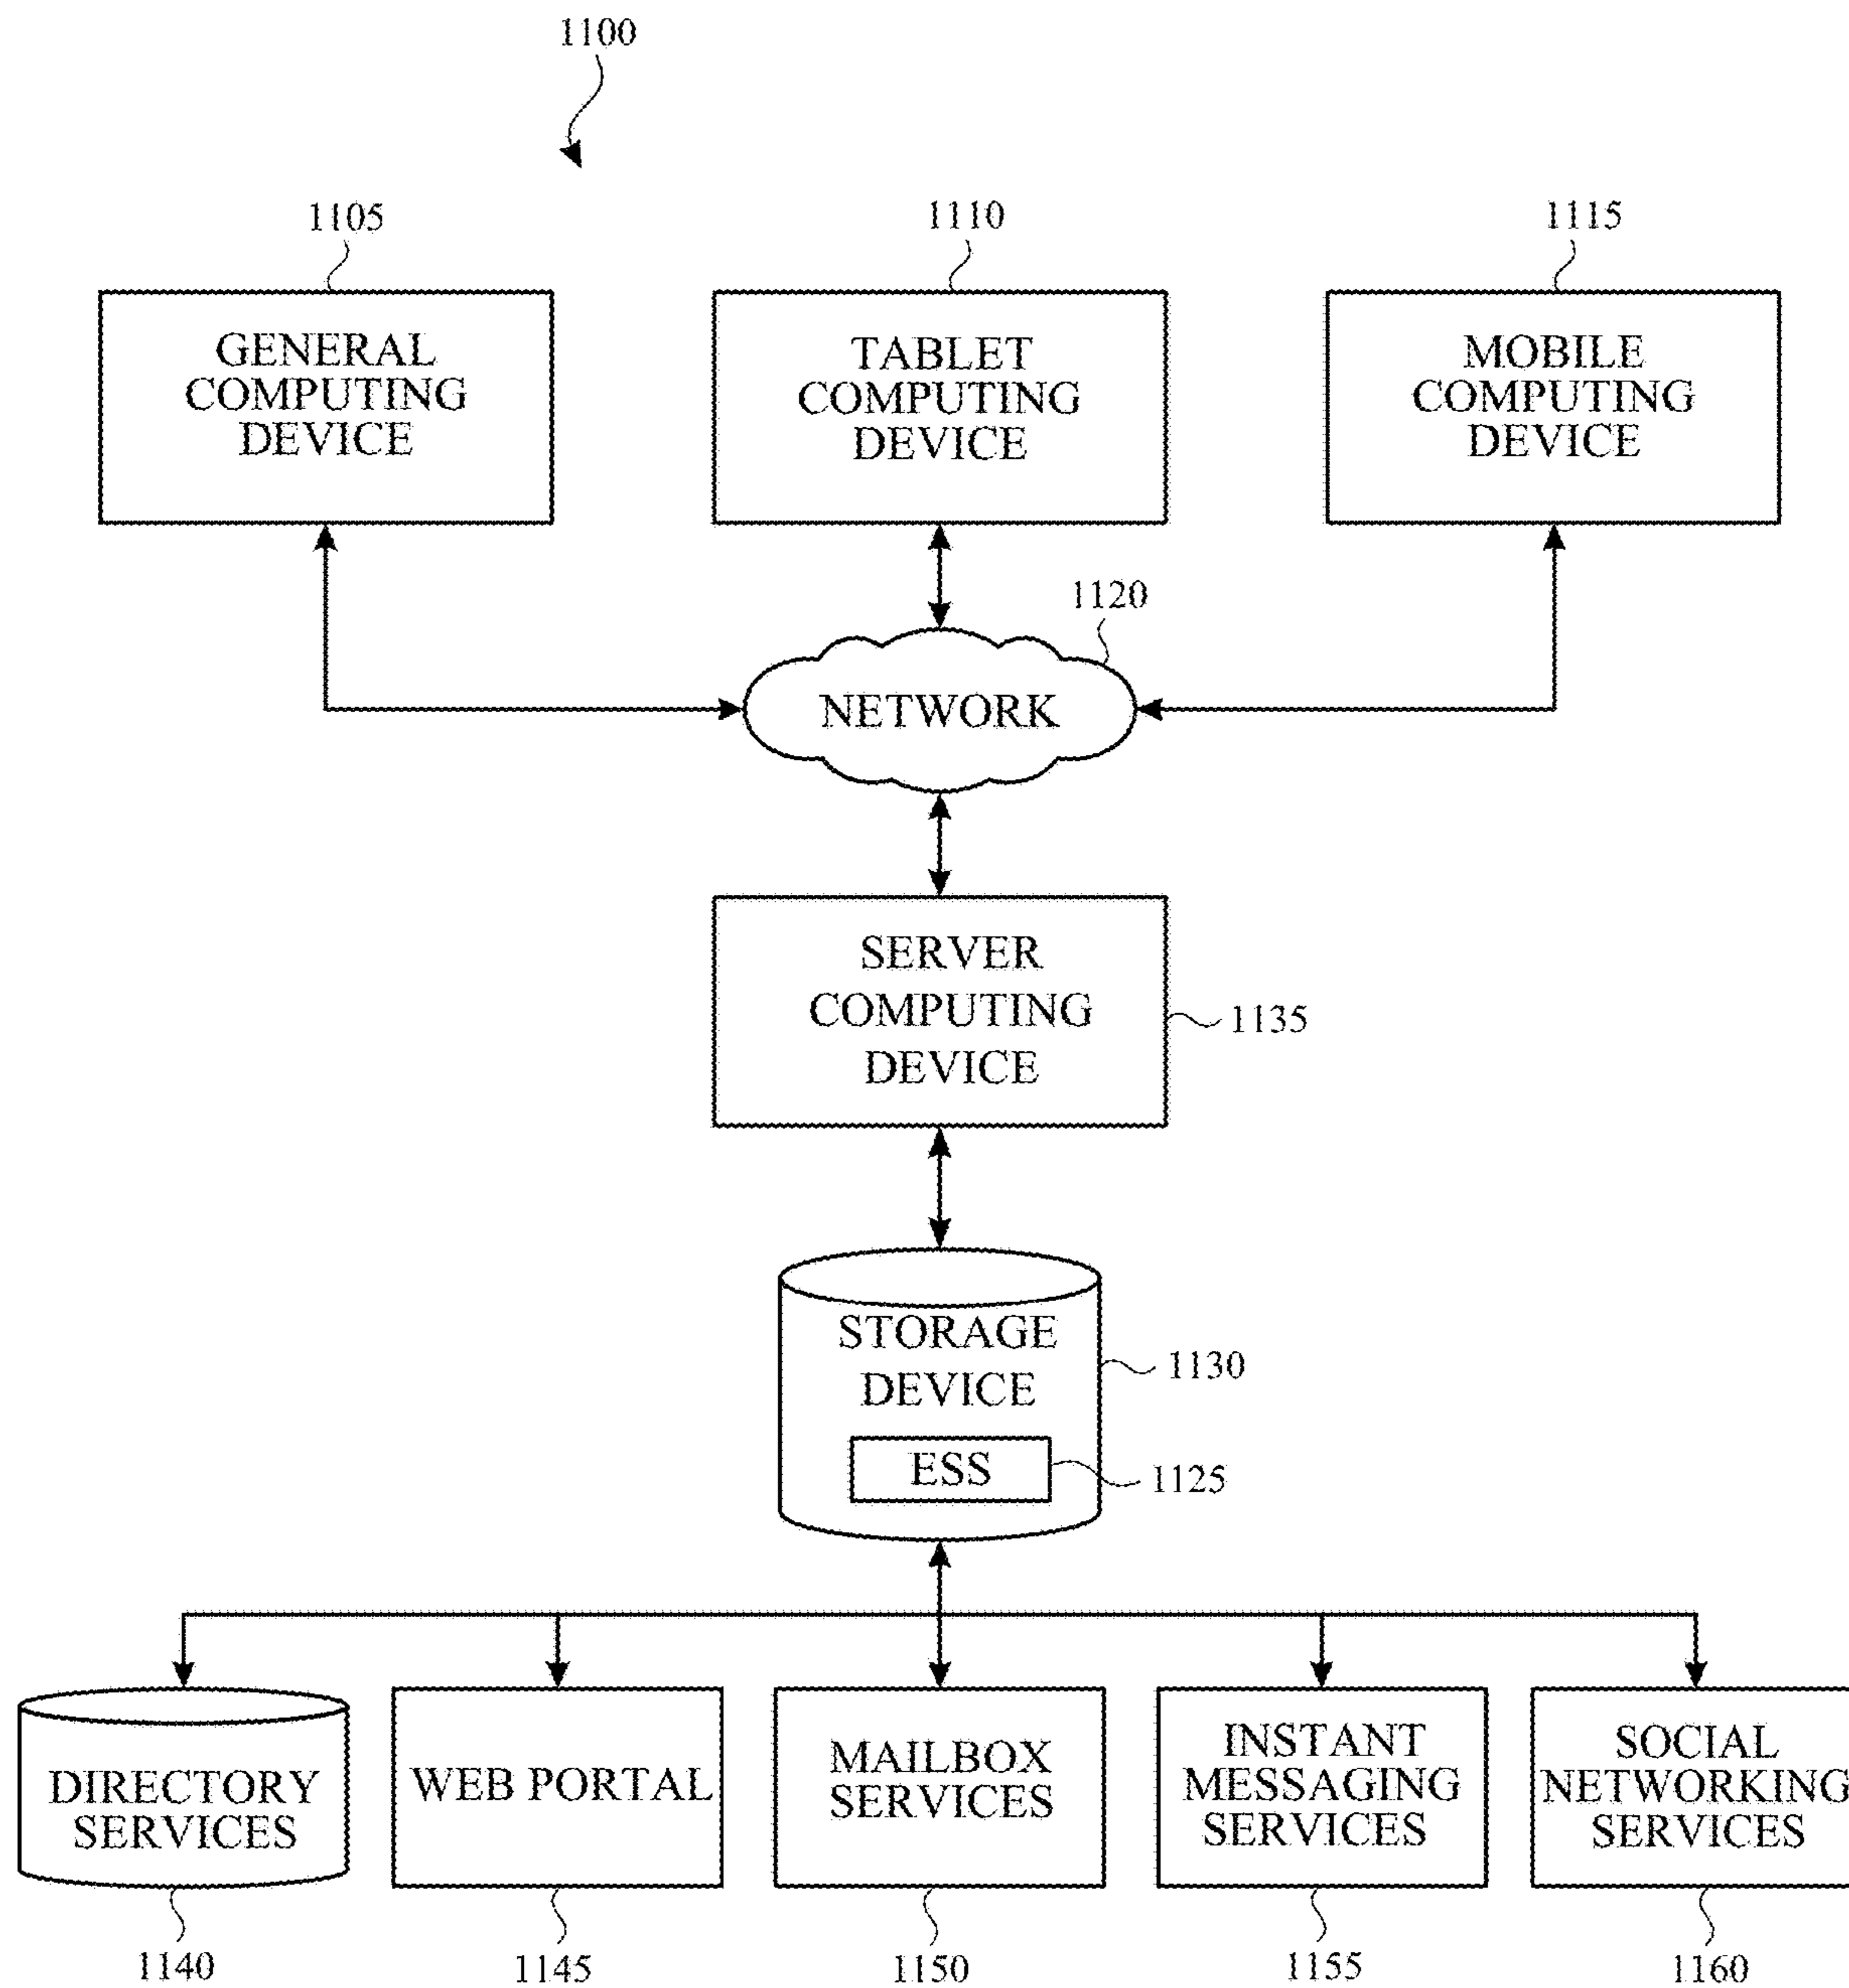 1100
1105
1110
1115
GENERAL
COMPUTING
DEVICE
TABLET
COMPUTING
DEVICE
MOBILE
COMPUTING
DEVICE
1120
NETWORK
SERVER
COMPUTING
DEVICE
1135
STORAGE
DEVICE
1130
ESS
1125
DIRECTORY
SERVICES
WEB PORTAL
MAILBOX
SERVICES
INSTANT
MESSAGING
SERVICES
SOCIAL
NETWORKING
SERVICES
1140
1145
1150
1155
1160